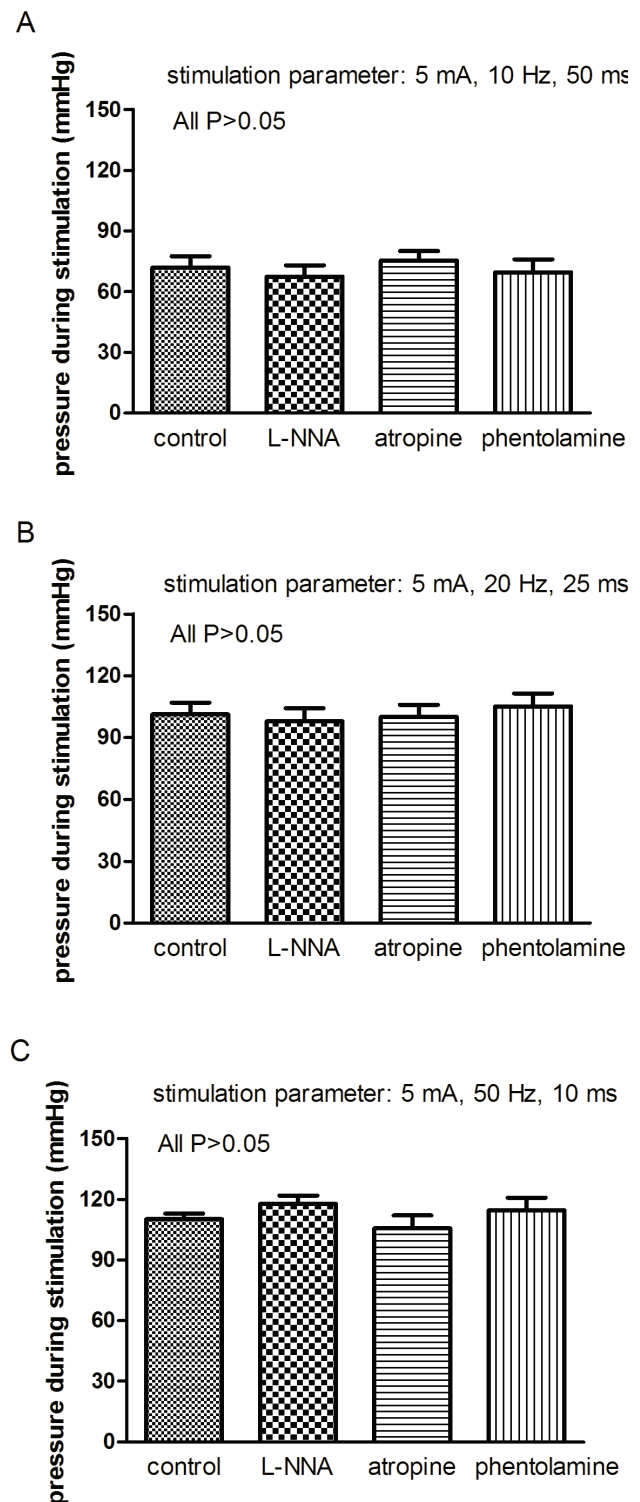 A
stimulation parameter: 5 mA, 10 Hz, 50 ms
All P>0.05
pressure during stimulation (mmHg)
150
120
90
60
30
0
control L-NNA atropine phentolamine
B
stimulation parameter: 5 mA, 20 Hz, 25 ms
All P>0.05
pressure during stimulation (mmHg)
150
120
90
60
30
0
control L-NNA atropine phentolamine
C
stimulation parameter: 5 mA, 50 Hz, 10 ms
All P>0.05
pressure during stimulation (mmHg)
150
120
90
60
30
0
control L-NNA atropine phentolamine